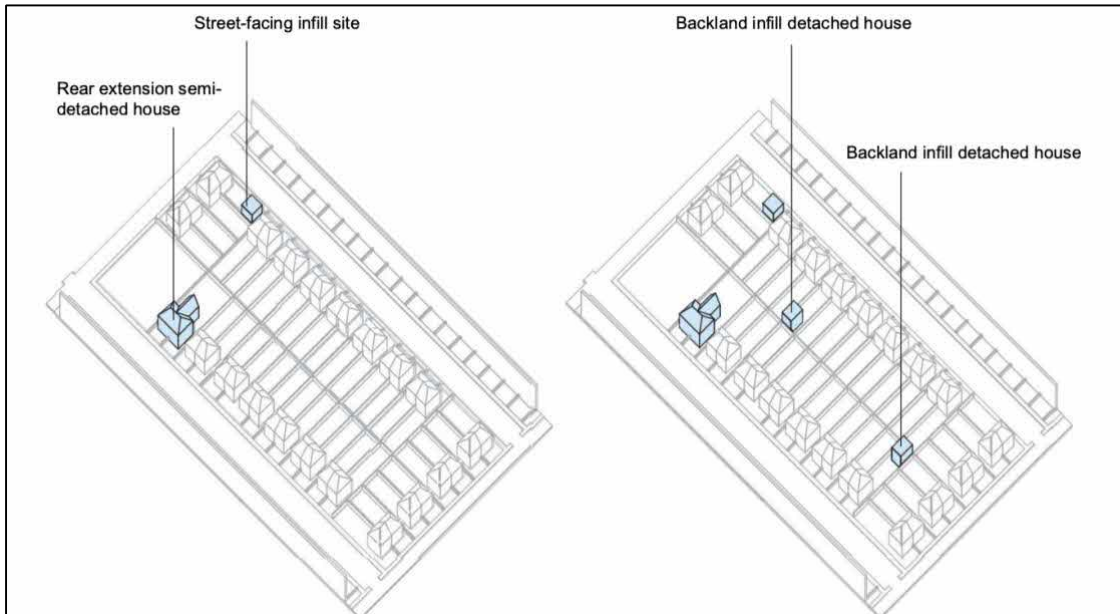 Street-facing infill site
Rear extension semi-
detached house
Backland infill detached house
Backland infill detached house